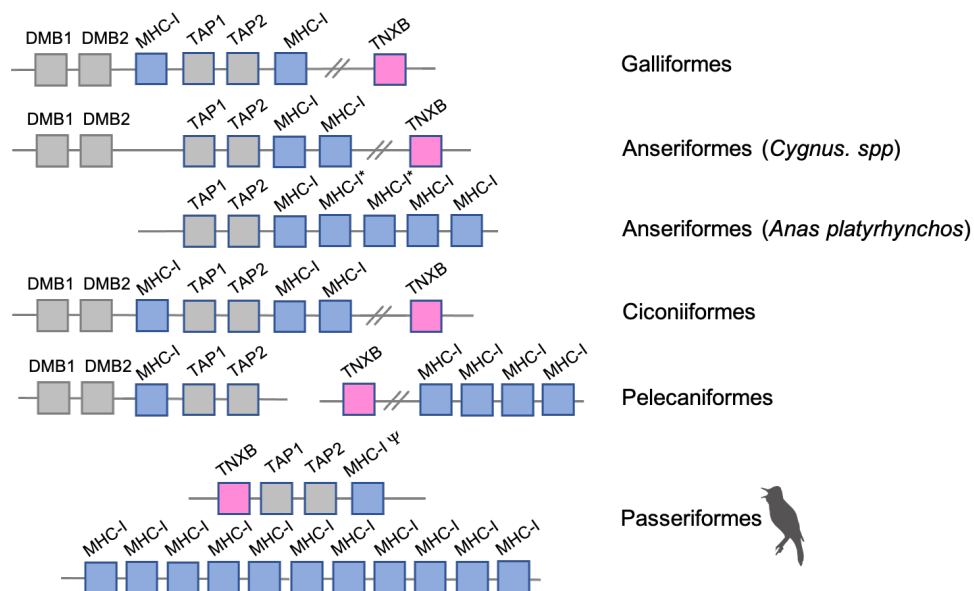 DMB1 DMB2 MHC-I TAP1 TAP2 MHC-I TNXB
Galliformes
DMB1 DMB2 TAP1 TAP2 MHC-I MHC-I TNXB
Anseriformes (Cygnus. spp)
TAP1 TAP2 MHC-I MHC-I* MHC-I* MHC-I MHC-I
Anseriformes (Anas platyrhynchos)
DMB1 DMB2 MHC-I TAP1 TAP2 MHC-I MHC-I TNXB
Ciconiiformes
DMB1 DMB2 MHC-I TAP1 TAP2 TNXB MHC-I MHC-I MHC-I MHC-I
Pelecaniformes
TNXB TAP1 TAP2 MHC-I Ψ
Passeriformes
MHC-I MHC-I MHC-I MHC-I MHC-I MHC-I MHC-I MHC-I MHC-I MHC-I MHC-I